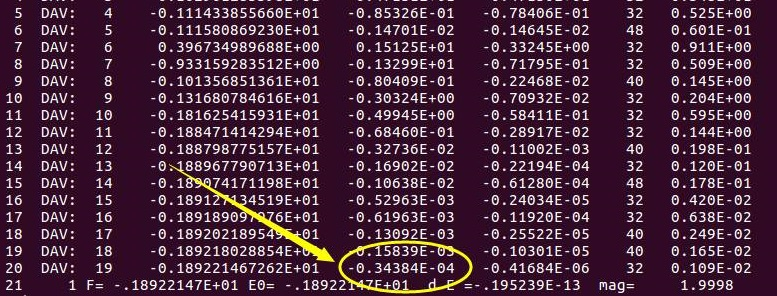 5 DAV: 4 -0.111433855660E+01 -0.85326E-01 -0.78406E-01 32 0.525E+00
6 DAV: 5 -0.111580869230E+01 -0.14701E-02 -0.14645E-02 48
7 DAV: 6 0.396734989688E+00 0.15125E+01 -0.33245E+00 32 0.911E+00
8 DAV: 7 -0.933159283512E+00 -0.13299E+01 -0.71795E-01 32 0.509E+00
9 DAV: 8 -0.101356851361E+01 -0.80409E-01 -0.22468E-02 40 0.145E+00
10 DAV: 9 -0.131680784616E+01 -0.30324E+00 -0.70932E-02 32 0.204E+00
11 DAV: 10 -0.181625415931E+01 -0.49945E+00 -0.58411E-01 32 0.595E+00
12 DAV: 11 -0.188471414294E+01 -0.68460E-01 -0.28917E-02 32 0.144E+00
13 DAV: 12 -0.188798775157E+01 -0.32736E-02 -0.11002E-03 40 0.198E-01
14 DAV: 13 -0.188967790713E+01 -0.16902E-02 -0.22194E-04 32 0.120E-01
15 DAV: 14 -0.189074171198E+01 -0.10638E-02 -0.61280E-04 48 0.178E-01
16 DAV: 15 -0.189127134519E+01 -0.52963E-03 -0.24034E-05 32 0.420E-02
17 DAV: 16 -0.61963E-03 -0.11920E-04 32 0.638E-02
18 DAV: 17 -0.13092E-03 -0.25522E-05 40 0.249E-02
19 DAV: 18 -0.189218028854E+01 -0.15839E-03 -0.10301E-05 40 0.165E-02
20 DAV: 19 -0.189221467262E+01 -0.34384E-04 -0.41684E-06 32 0.109E-02
21 1 F= -.18922147E+01 E0= -.18922147E+01 d E =-.195239E-13 mag= 1.9998